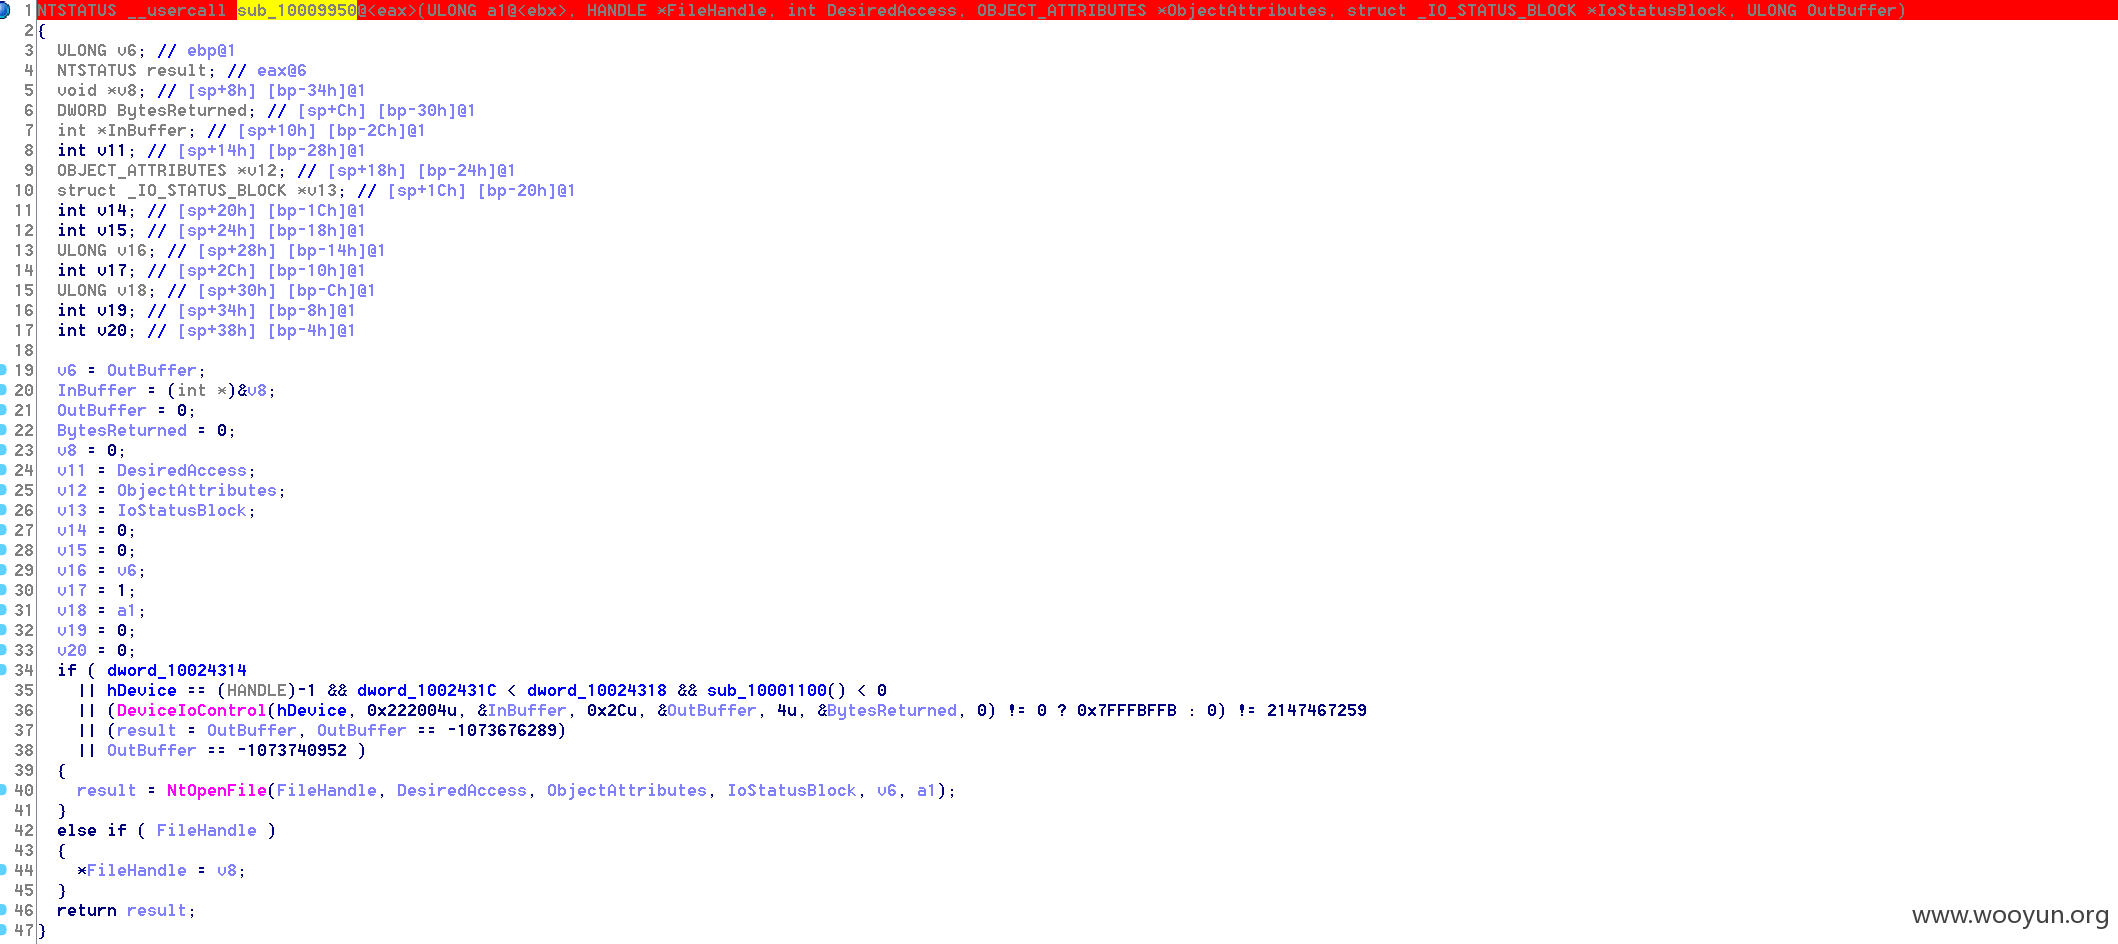 1 NTSTATUS __usercall sub_10009950@<eax>(ULONG a1@<ebx>, HANDLE *FileHandle, int DesiredAccess, OBJECT_ATTRIBUTES *ObjectAttributes, struct _IO_STATUS_BLOCK *IoStatusBlock, ULONG OutBuffer)
2 {
3 ULONG v6; // ebp@1
4 NTSTATUS result; // eax@6
5 void *v8; // [sp+8h] [bp-34h]@1
6 DWORD BytesReturned; // [sp+Ch] [bp-30h]@1
7 int *InBuffer; // [sp+10h] [bp-2Ch]@1
8 int v11; // [sp+14h] [bp-28h]@1
9 OBJECT_ATTRIBUTES *v12; // [sp+18h] [bp-24h]@1
10 struct _IO_STATUS_BLOCK *v13; // [sp+1Ch] [bp-20h]@1
11 int v14; // [sp+20h] [bp-1Ch]@1
12 int v15; // [sp+24h] [bp-18h]@1
13 ULONG v16; // [sp+28h] [bp-14h]@1
14 int v17; // [sp+2Ch] [bp-10h]@1
15 ULONG v18; // [sp+30h] [bp-Ch]@1
16 int v19; // [sp+34h] [bp-8h]@1
17 int v20; // [sp+38h] [bp-4h]@1
18
19 v6 = OutBuffer;
20 InBuffer = (int *)&v8;
21 OutBuffer = 0;
22 BytesReturned = 0;
23 v8 = 0;
24 v11 = DesiredAccess;
25 v12 = ObjectAttributes;
26 v13 = IoStatusBlock;
27 v14 = 0;
28 v15 = 0;
29 v16 = v6;
30 v17 = 1;
31 v18 = a1;
32 v19 = 0;
33 v20 = 0;
34 if ( dword_10024314
35 || hDevice == (HANDLE)-1 && dword_1002431C < dword_10024318 && sub_10001100() < 0
36 || (DeviceIoControl(hDevice, 0x222004u, &InBuffer, 0x2Cu, &OutBuffer, 4u, &BytesReturned, 0) != 0 ? 0x7FFFBFFB : 0) != 2147467259
37 || (result = OutBuffer, OutBuffer == -1073676289)
38 || OutBuffer == -1073740952 )
39 {
40 result = NtOpenFile(FileHandle, DesiredAccess, ObjectAttributes, IoStatusBlock, v6, a1);
41 }
42 else if ( FileHandle )
43 {
44 *FileHandle = v8;
45 }
46 return result;
47 }
www.wooyun.org